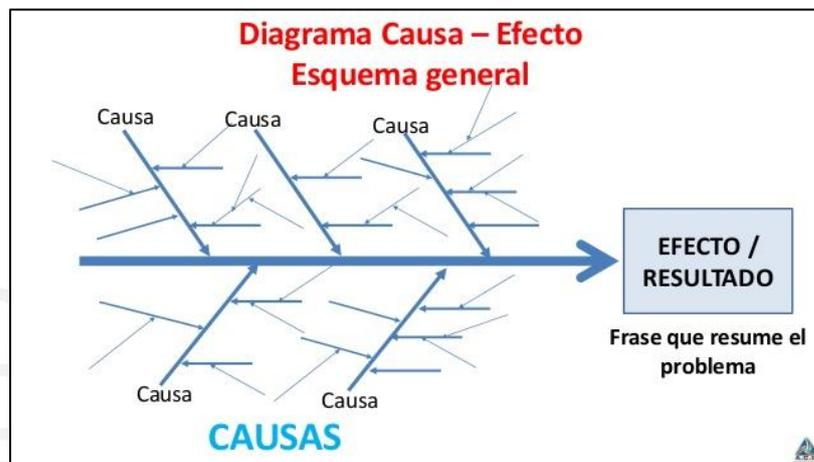 Diagrama Causa – Efecto
Esquema general
Causa
Causa
Causa
EFECTO /
RESULTADO
Frase que resume el
problema
Causa
Causa
CAUSAS